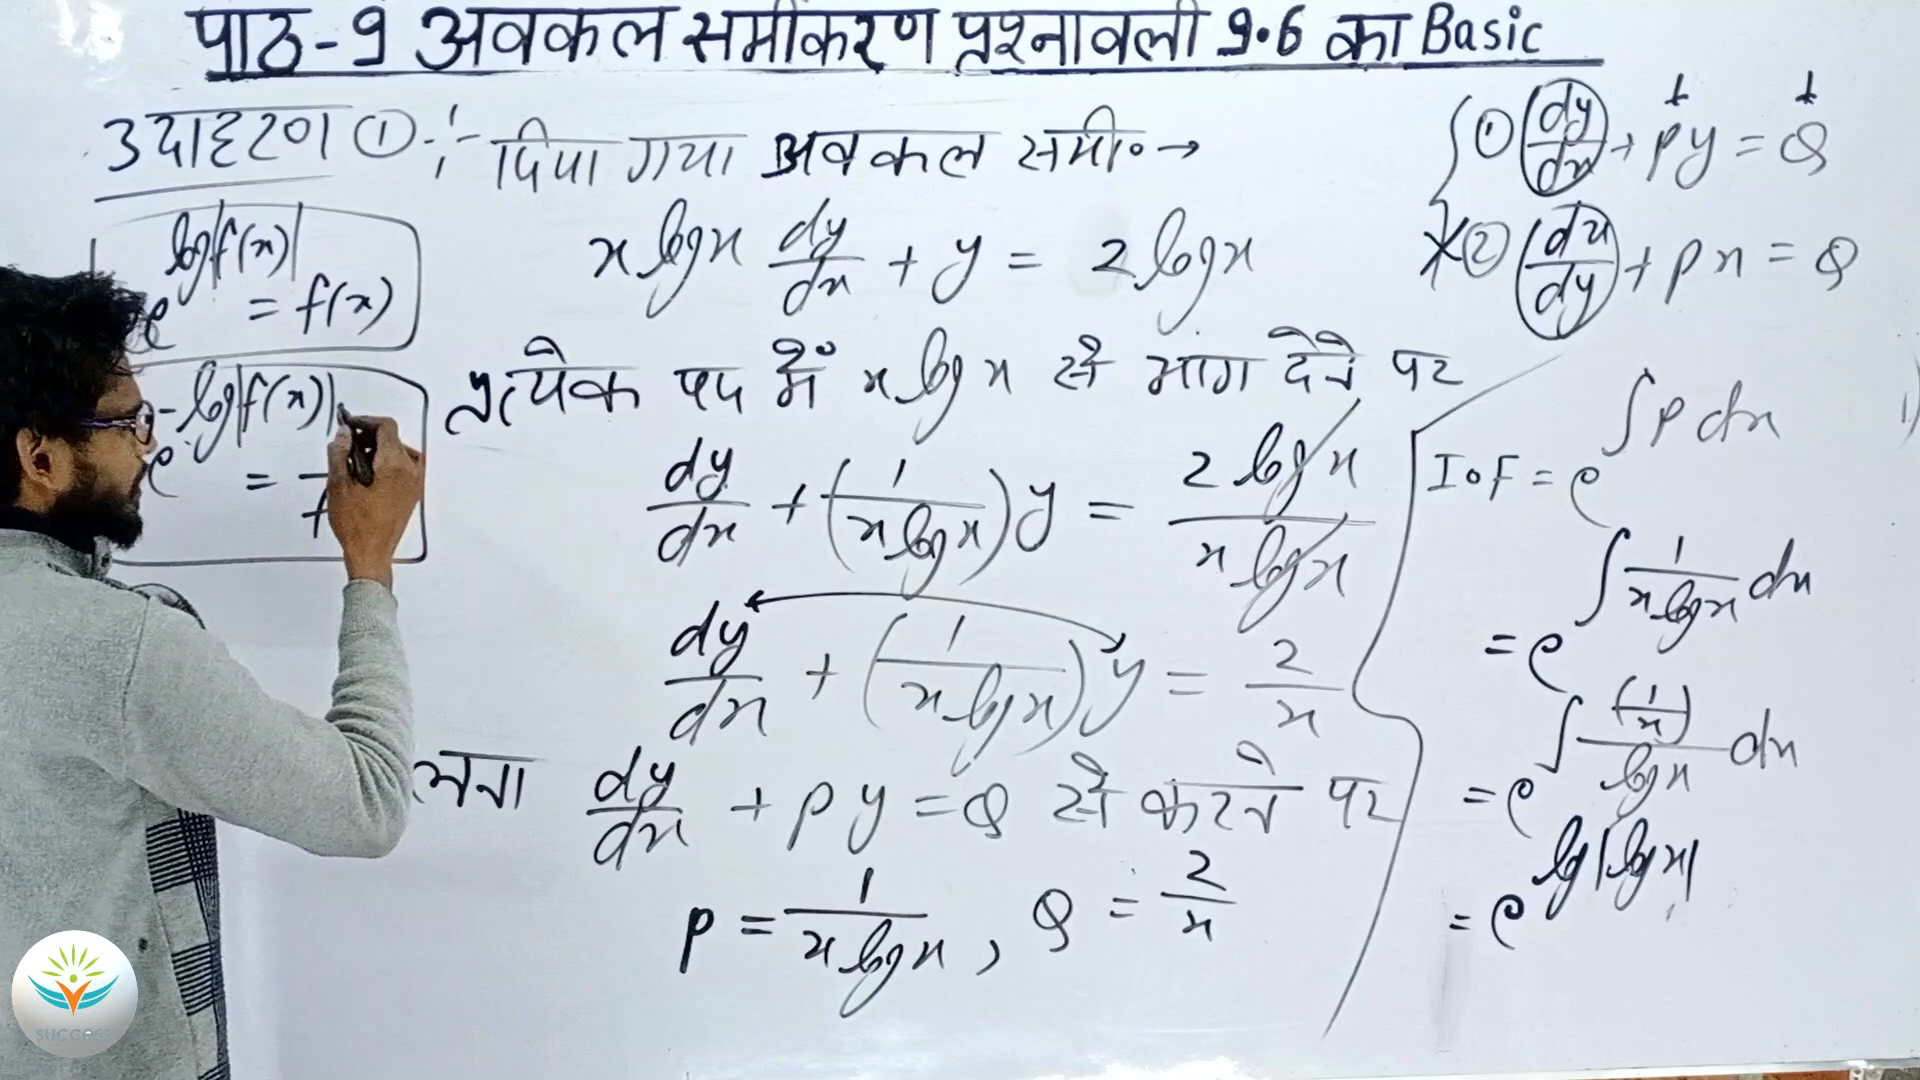 पाठ-9 अवकल समीकरण प्रश्नावली 9.6 का Basic
उदाहरण ① :- दिया गया अवकल समी॰ →
x log x dy/dx + y = 2 log x
प्रत्येक पद में x log x से भाग देने पर
dy/dx + (1/(x log x)) y = 2 log x/(x log x)
dy/dx + (1/(x log x)) y = 2/x
लना dy/dx + py = Q से करने पर
p = 1/(x log x), Q = 2/x
e^(log|f(x)|) = f(x)
e^(-log|f(x)|) =
① dy/dx + py = Q
② dx/dy + px = Q
I.F = e^(∫p dx)
= e^(∫ 1/(x log x) dx)
= e^(∫ (1/x)/(log x) dx)
= e^(log|log x|)
SUCCESS